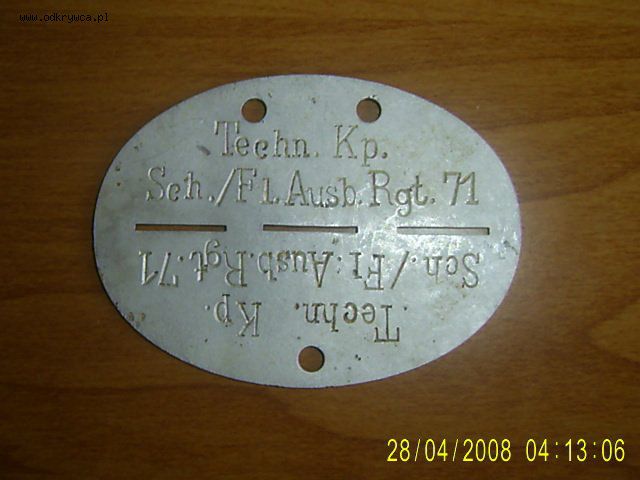 www.odkrywca.pl
Techn. Kp.
Sch./Fl.Ausb.Rgt.71
Sch./Fl.Ausb.Rgt.71
Techn. Kp.
28/04/2008 04:13:06